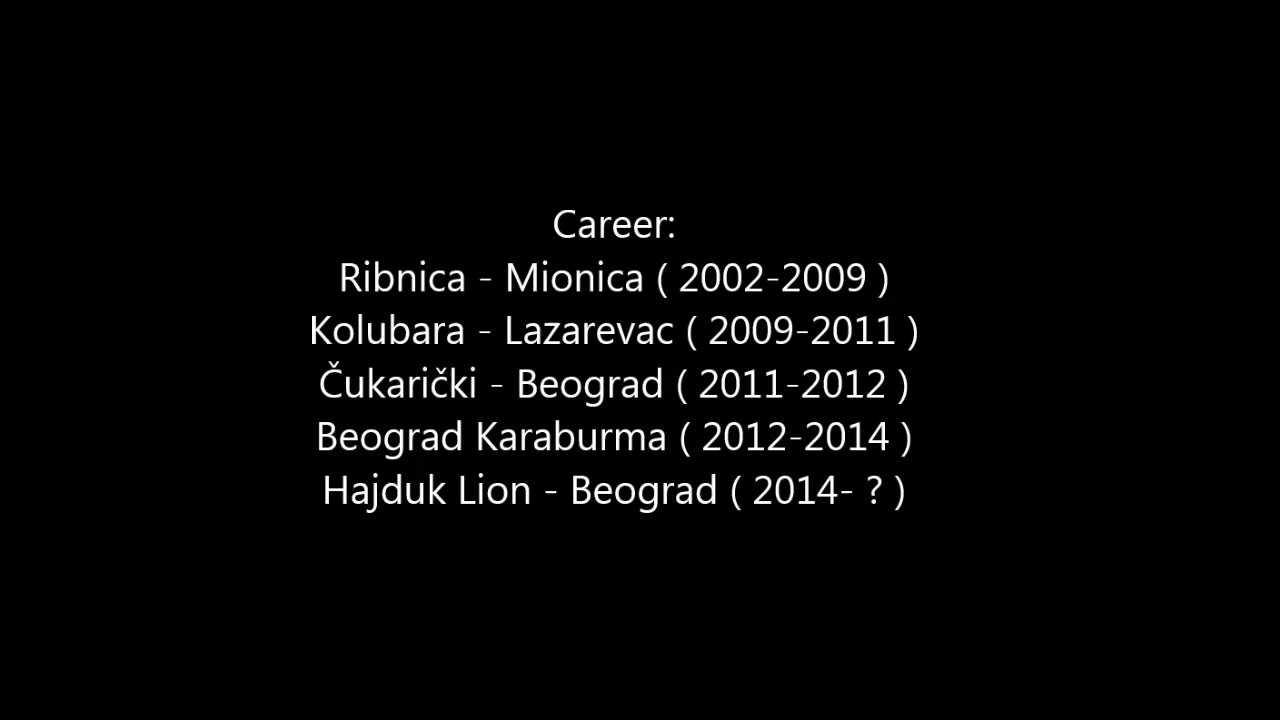 Career:
Ribnica - Mionica ( 2002-2009 )
Kolubara - Lazarevac ( 2009-2011 )
Čukarički - Beograd ( 2011-2012 )
Beograd Karaburma ( 2012-2014 )
Hajduk Lion - Beograd ( 2014- ? )